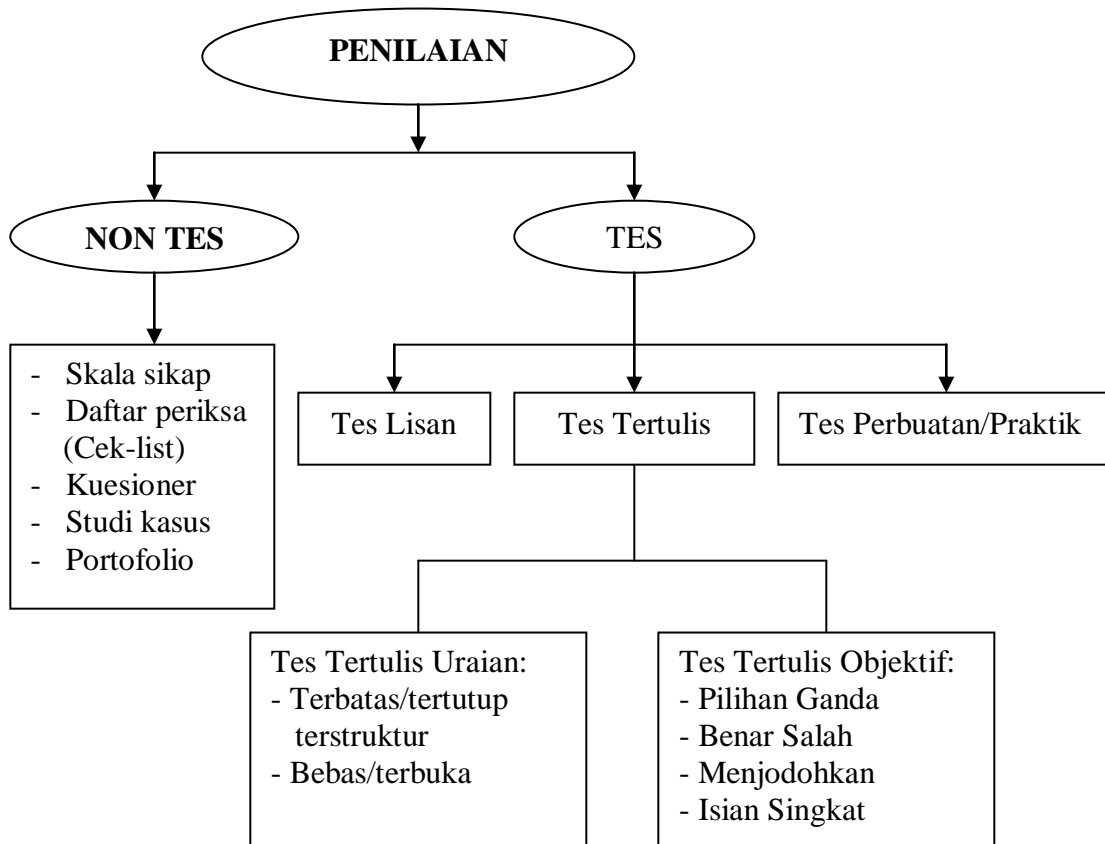 PENILAIAN
NON TES
TES
- Skala sikap
- Daftar periksa
(Cek-list)
- Kuesioner
- Studi kasus
- Portofolio
Tes Lisan
Tes Tertulis
Tes Perbuatan/Praktik
Tes Tertulis Uraian:
- Terbatas/tertutup
terstruktur
- Bebas/terbuka
Tes Tertulis Objektif:
- Pilihan Ganda
- Benar Salah
- Menjodohkan
- Isian Singkat